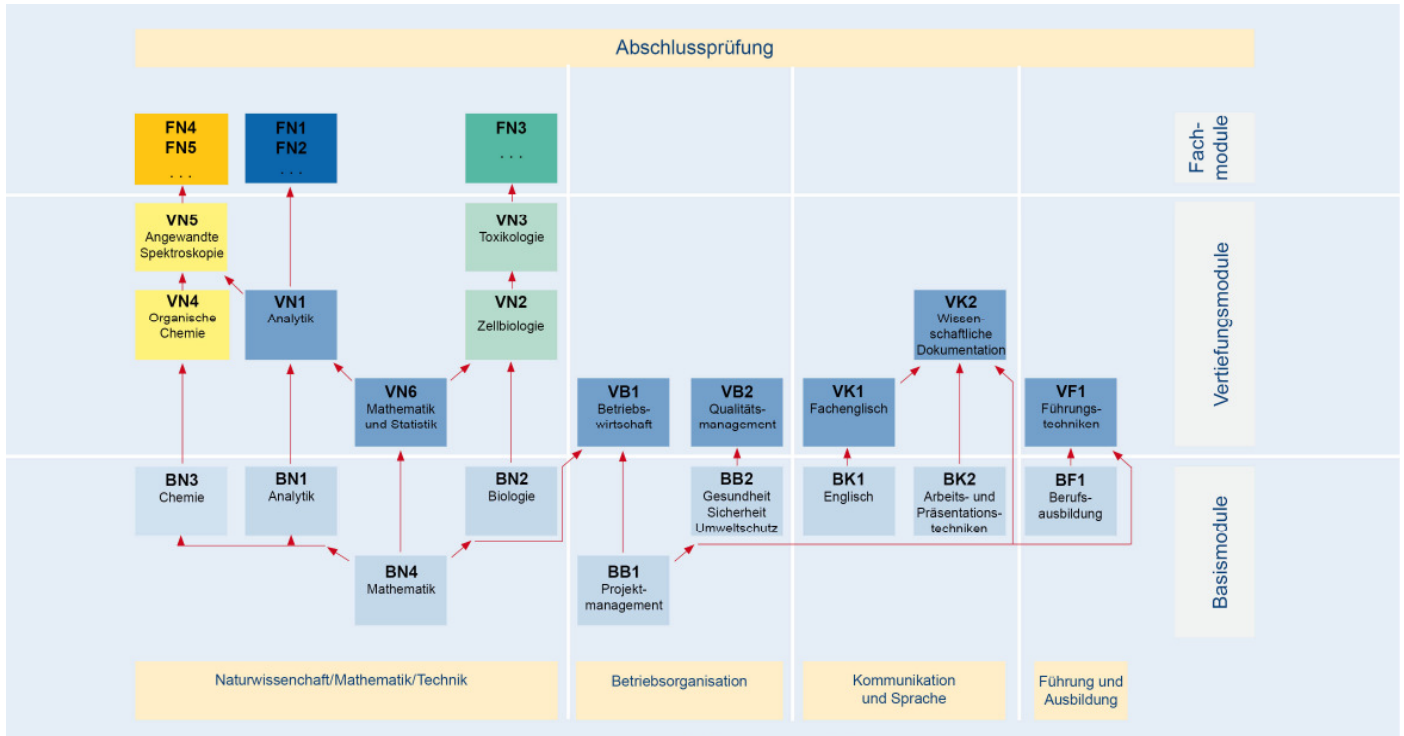 Abschlussprüfung
FN4
FN5
. . .
FN1
FN2
. . .
FN3
. . .
Fach-
module
VN5
Angewandte
Spektroskopie
VN3
Toxikologie
VN4
Organische
Chemie
VN1
Analytik
VN2
Zellbiologie
VK2
Wissen-
schaftliche
Dokumentation
Vertiefungsmodule
VN6
Mathematik
und Statistik
VB1
Betriebs-
wirtschaft
VB2
Qualitäts-
management
VK1
Fachenglisch
VF1
Führungs-
techniken
BN3
Chemie
BN1
Analytik
BN2
Biologie
BB2
Gesundheit
Sicherheit
Umweltschutz
BK1
Englisch
BK2
Arbeits- und
Präsentations-
techniken
BF1
Berufs-
ausbildung
Basismodule
BN4
Mathematik
BB1
Projekt-
management
Naturwissenchaft/Mathematik/Technik
Betriebsorganisation
Kommunikation
und Sprache
Führung und
Ausbildung